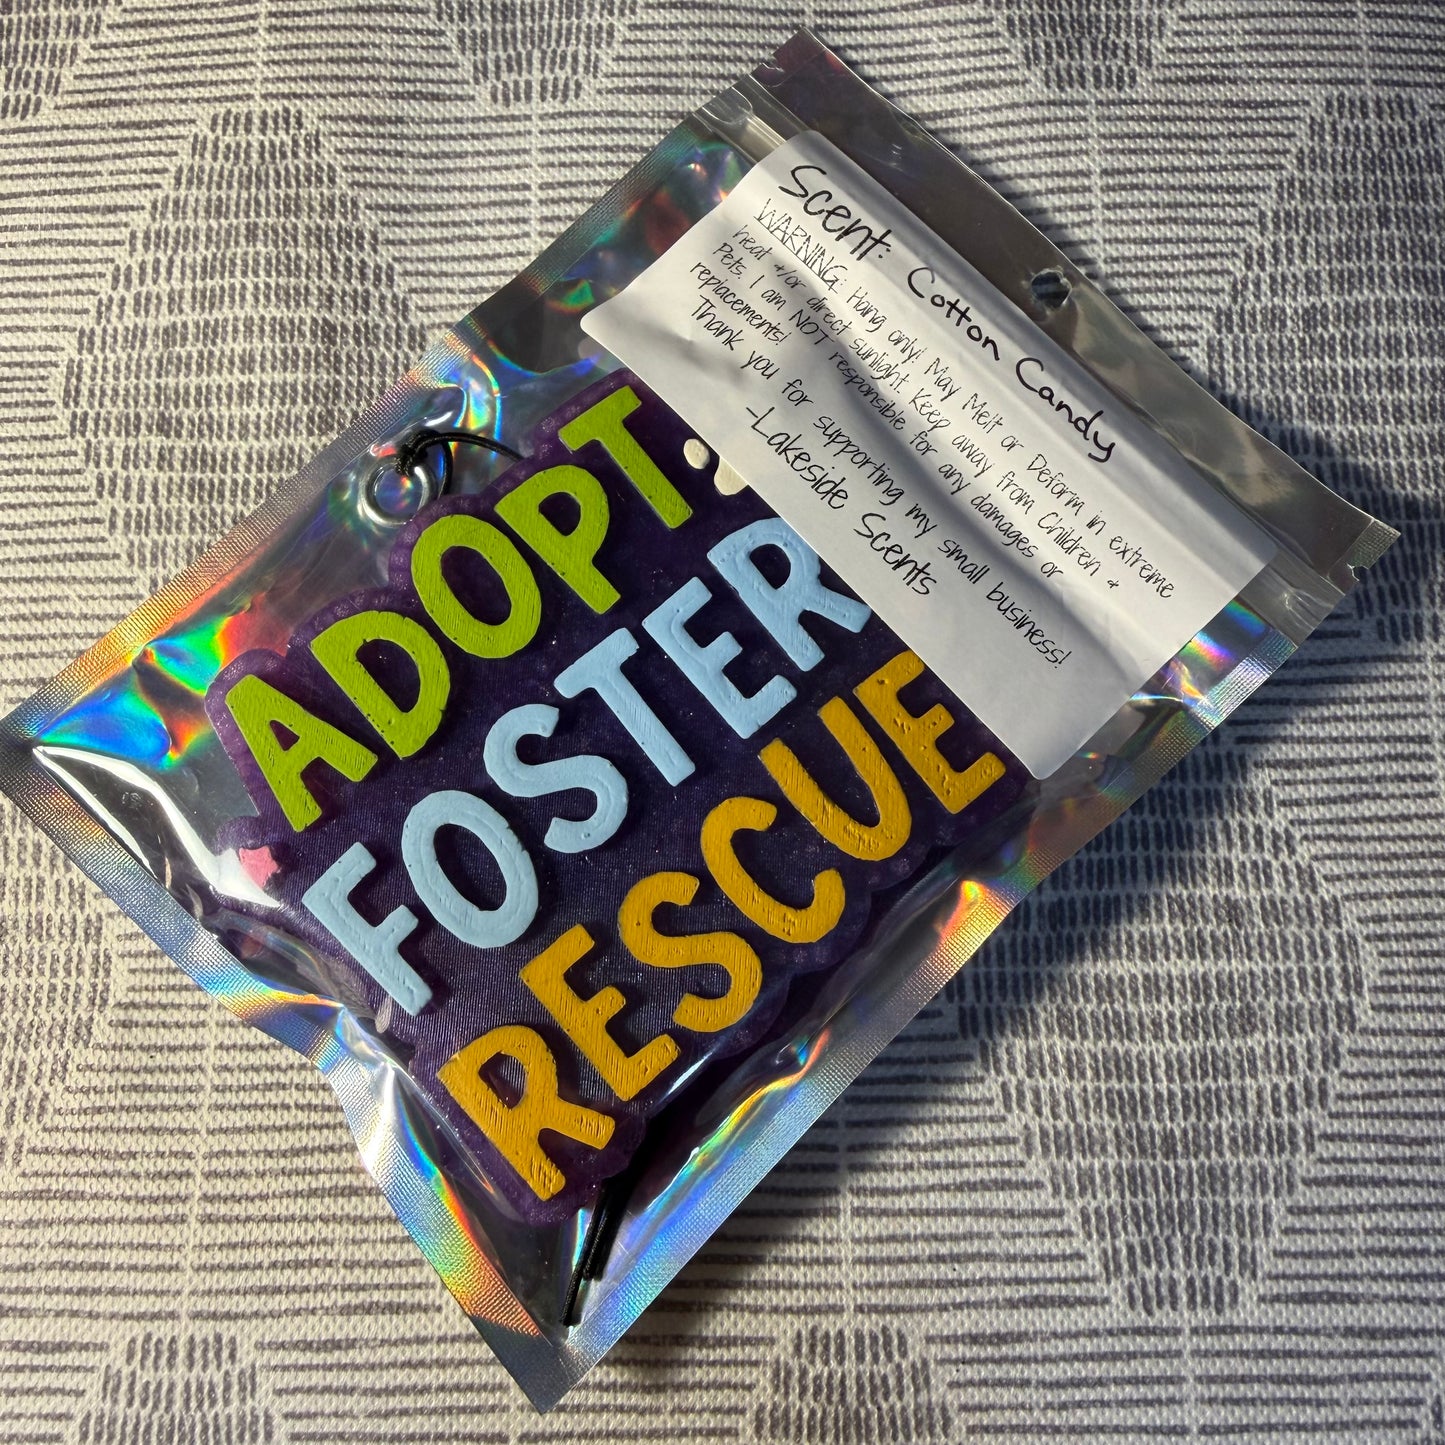 Scent: Cotton Candy
WARNING: Hang only! May Melt or Deform in extreme
heat +/or direct sunlight. Keep away from Children +
Pets. I am NOT responsible for any damages or
replacements!
Thank you for supporting my small business!
-Lakeside Scents
ADOPT
FOSTER
RESCUE